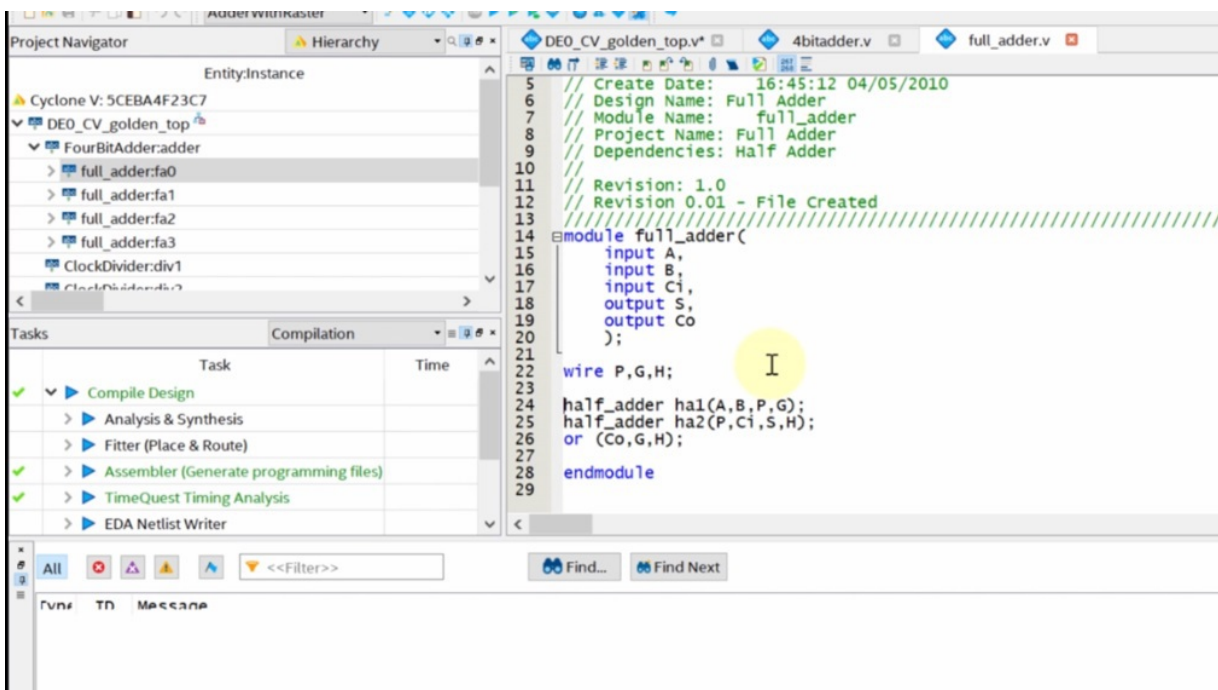 AdderWithRaster
Project Navigator
Hierarchy
Entity:Instance
Cyclone V: 5CEBA4F23C7
DE0_CV_golden_top
FourBitAdder:adder
full_adder:fa0
full_adder:fa1
full_adder:fa2
full_adder:fa3
ClockDivider:div1
ClockDivider:div2
Tasks
Compilation
Task Time
Compile Design
Analysis & Synthesis
Fitter (Place & Route)
Assembler (Generate programming files)
TimeQuest Timing Analysis
EDA Netlist Writer
DE0_CV_golden_top.v*
4bitadder.v
full_adder.v
5 // Create Date: 16:45:12 04/05/2010
6 // Design Name: Full Adder
7 // Module Name: full_adder
8 // Project Name: Full Adder
9 // Dependencies: Half Adder
10 //
11 // Revision: 1.0
12 // Revision 0.01 - File Created
13 ////////////////////////////////////////////////////////////////////////
14 module full_adder(
15 input A,
16 input B,
17 input Ci,
18 output S,
19 output Co
20 );
21
22 wire P,G,H;
23
24 half_adder ha1(A,B,P,G);
25 half_adder ha2(P,Ci,S,H);
26 or (Co,G,H);
27
28 endmodule
29
All
<<Filter>>
Find...
Find Next
Type ID Message